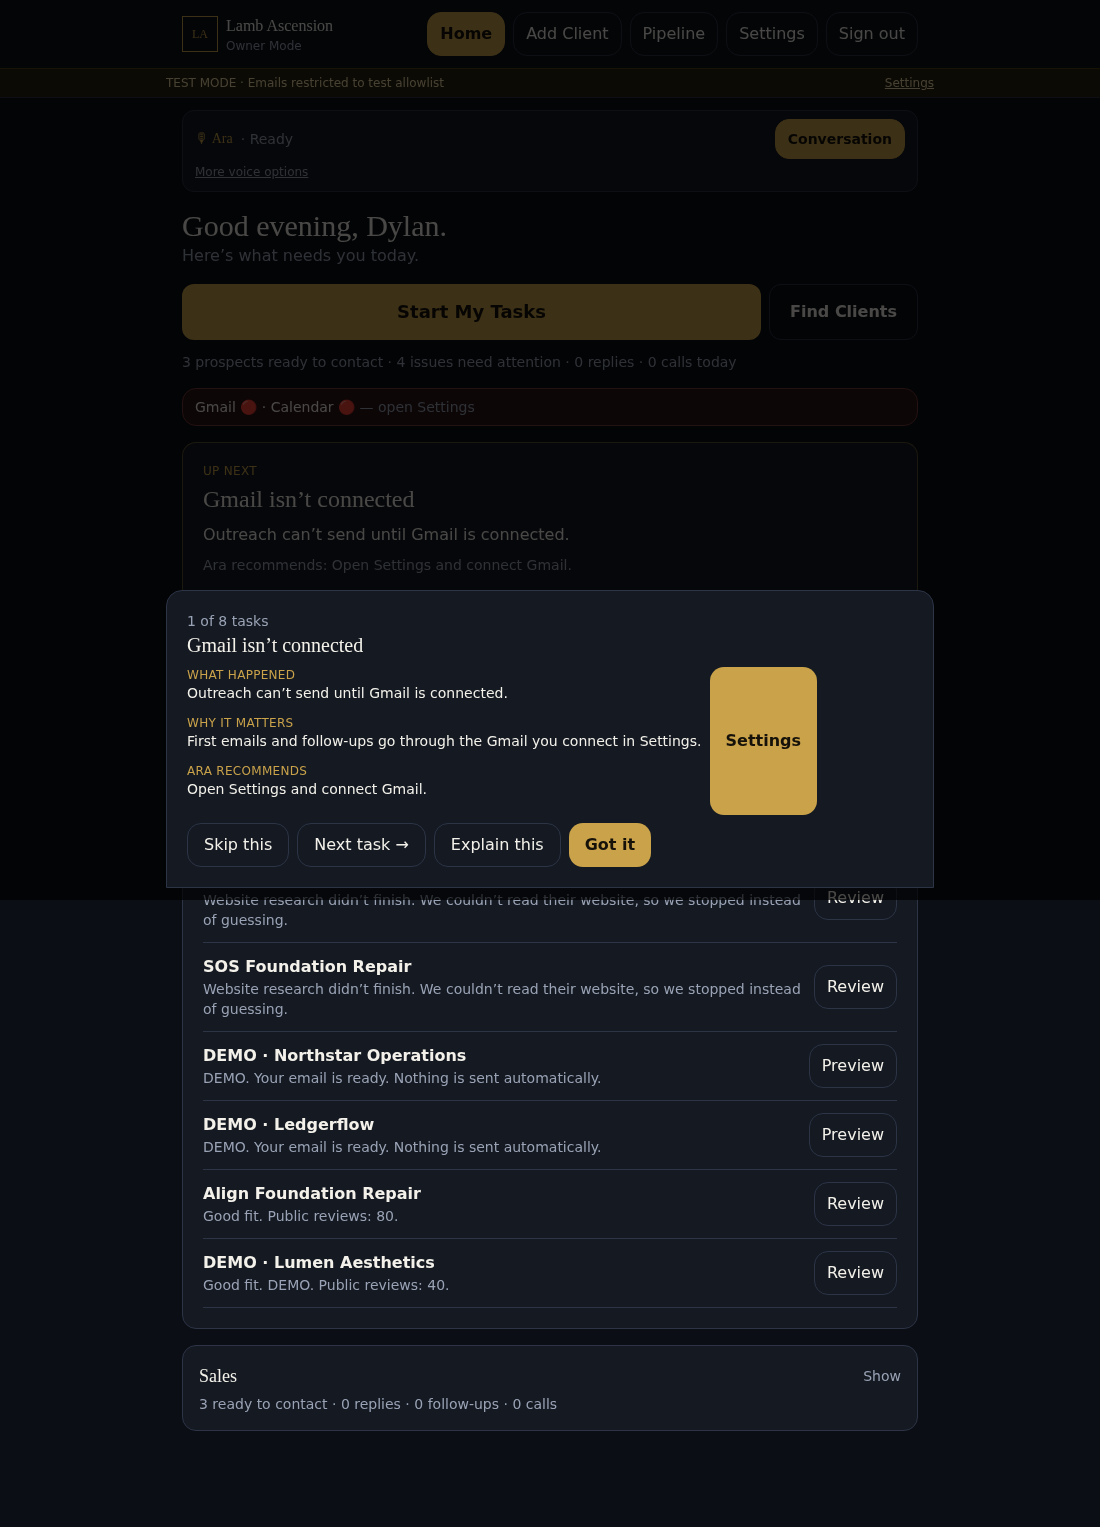 LA
Lamb Ascension
Owner Mode
Home
Add Client
Pipeline
Settings
Sign out
TEST MODE · Emails restricted to test allowlist
Settings
Ara · Ready
Conversation
More voice options
Good evening, Dylan.
Here’s what needs you today.
Start My Tasks
Find Clients
3 prospects ready to contact · 4 issues need attention · 0 replies · 0 calls today
Gmail 🔴 · Calendar 🔴 — open Settings
UP NEXT
Gmail isn’t connected
Outreach can’t send until Gmail is connected.
Ara recommends: Open Settings and connect Gmail.
1 of 8 tasks
Gmail isn’t connected
WHAT HAPPENED
Outreach can’t send until Gmail is connected.
WHY IT MATTERS
First emails and follow-ups go through the Gmail you connect in Settings.
ARA RECOMMENDS
Open Settings and connect Gmail.
Settings
Skip this
Next task →
Explain this
Got it
Website research didn’t finish. We couldn’t read their website, so we stopped instead
of guessing.
Review
SOS Foundation Repair
Website research didn’t finish. We couldn’t read their website, so we stopped instead
of guessing.
Review
DEMO · Northstar Operations
DEMO. Your email is ready. Nothing is sent automatically.
Preview
DEMO · Ledgerflow
DEMO. Your email is ready. Nothing is sent automatically.
Preview
Align Foundation Repair
Good fit. Public reviews: 80.
Review
DEMO · Lumen Aesthetics
Good fit. DEMO. Public reviews: 40.
Review
Sales
Show
3 ready to contact · 0 replies · 0 follow-ups · 0 calls